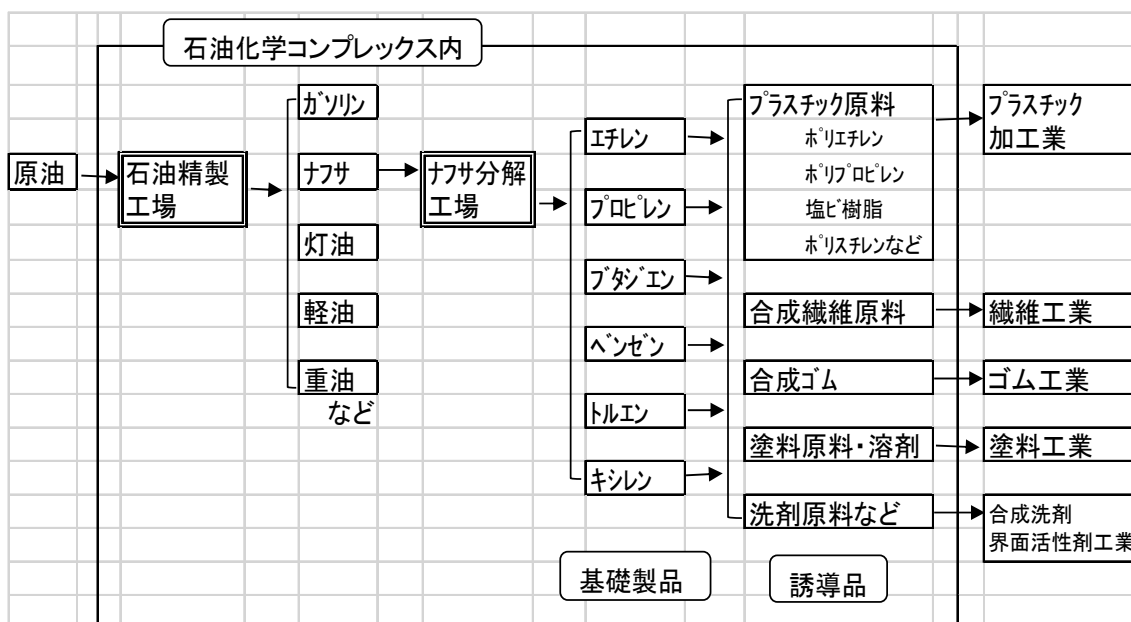 石油化学コンプレックス内
原油
石油精製
工場
ガソリン
ナフサ
灯油
軽油
重油
など
ナフサ分解
工場
エチレン
プロピレン
ブタジエン
ベンゼン
トルエン
キシレン
基礎製品
プラスチック原料
ポリエチレン
ポリプロピレン
塩ビ樹脂
ポリスチレンなど
合成繊維原料
合成ゴム
塗料原料・溶剤
洗剤原料など
誘導品
プラスチック
加工業
繊維工業
ゴム工業
塗料工業
合成洗剤
界面活性剤工業